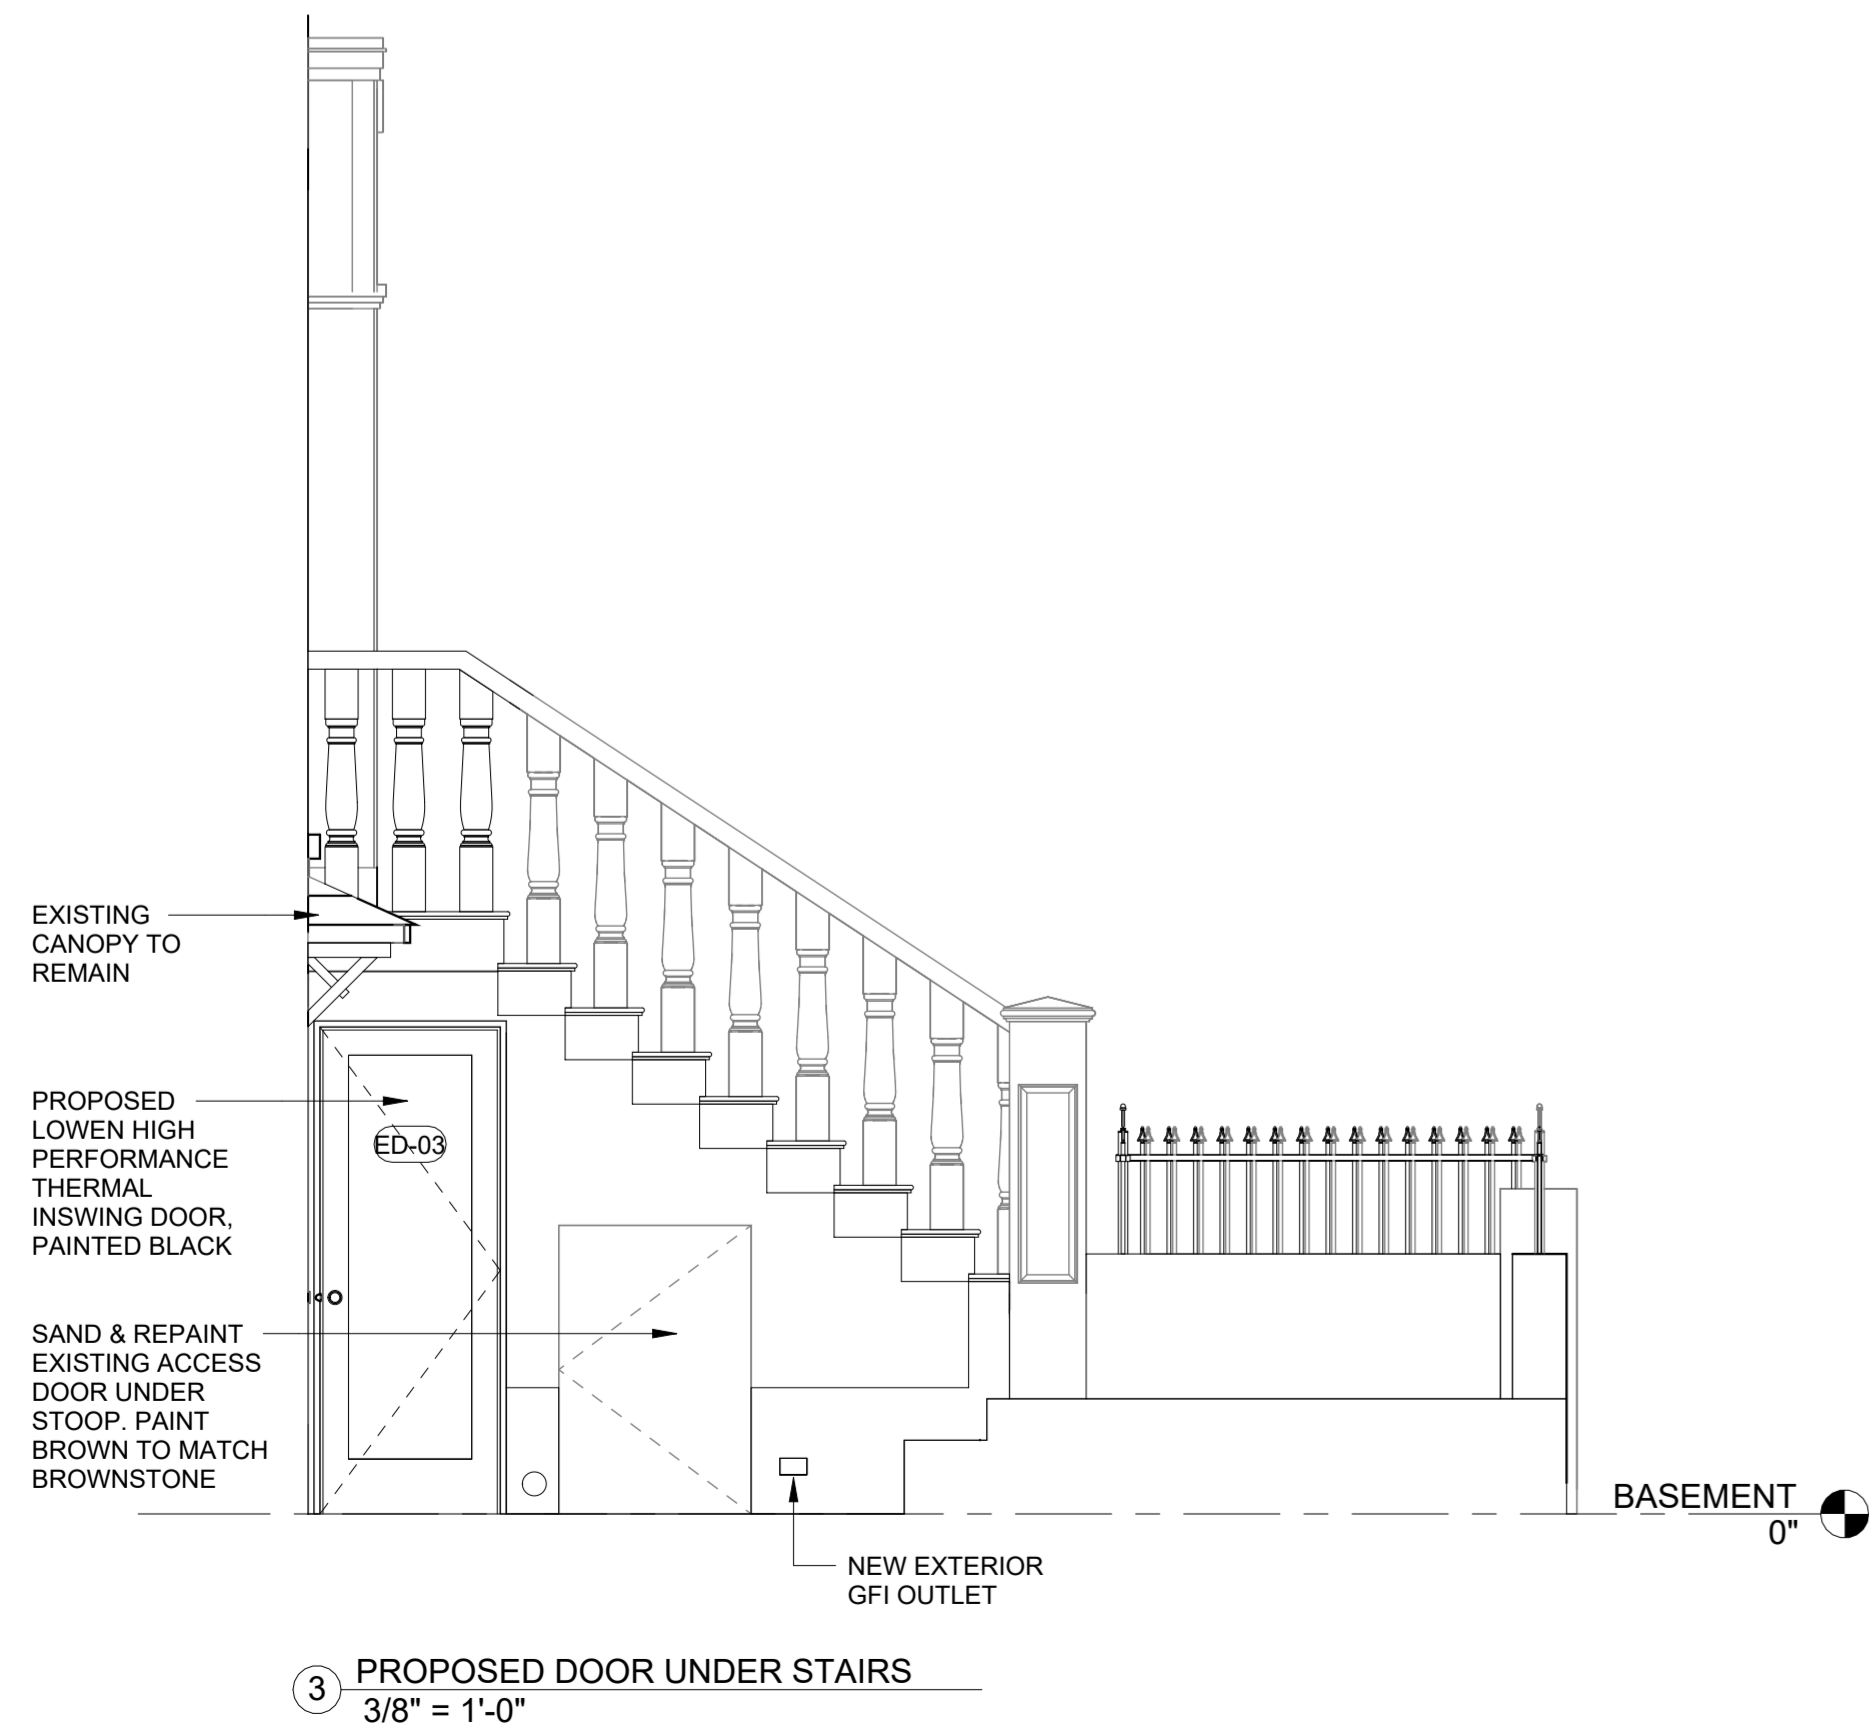 EXISTING
CANOPY TO
REMAIN
PROPOSED
LOWEN HIGH
PERFORMANCE
THERMAL
INSWING DOOR,
PAINTED BLACK
ED-03
SAND & REPAINT
EXISTING ACCESS
DOOR UNDER
STOOP. PAINT
BROWN TO MATCH
BROWNSTONE
BASEMENT
0"
NEW EXTERIOR
GFI OUTLET
3 PROPOSED DOOR UNDER STAIRS
3/8" = 1'-0"